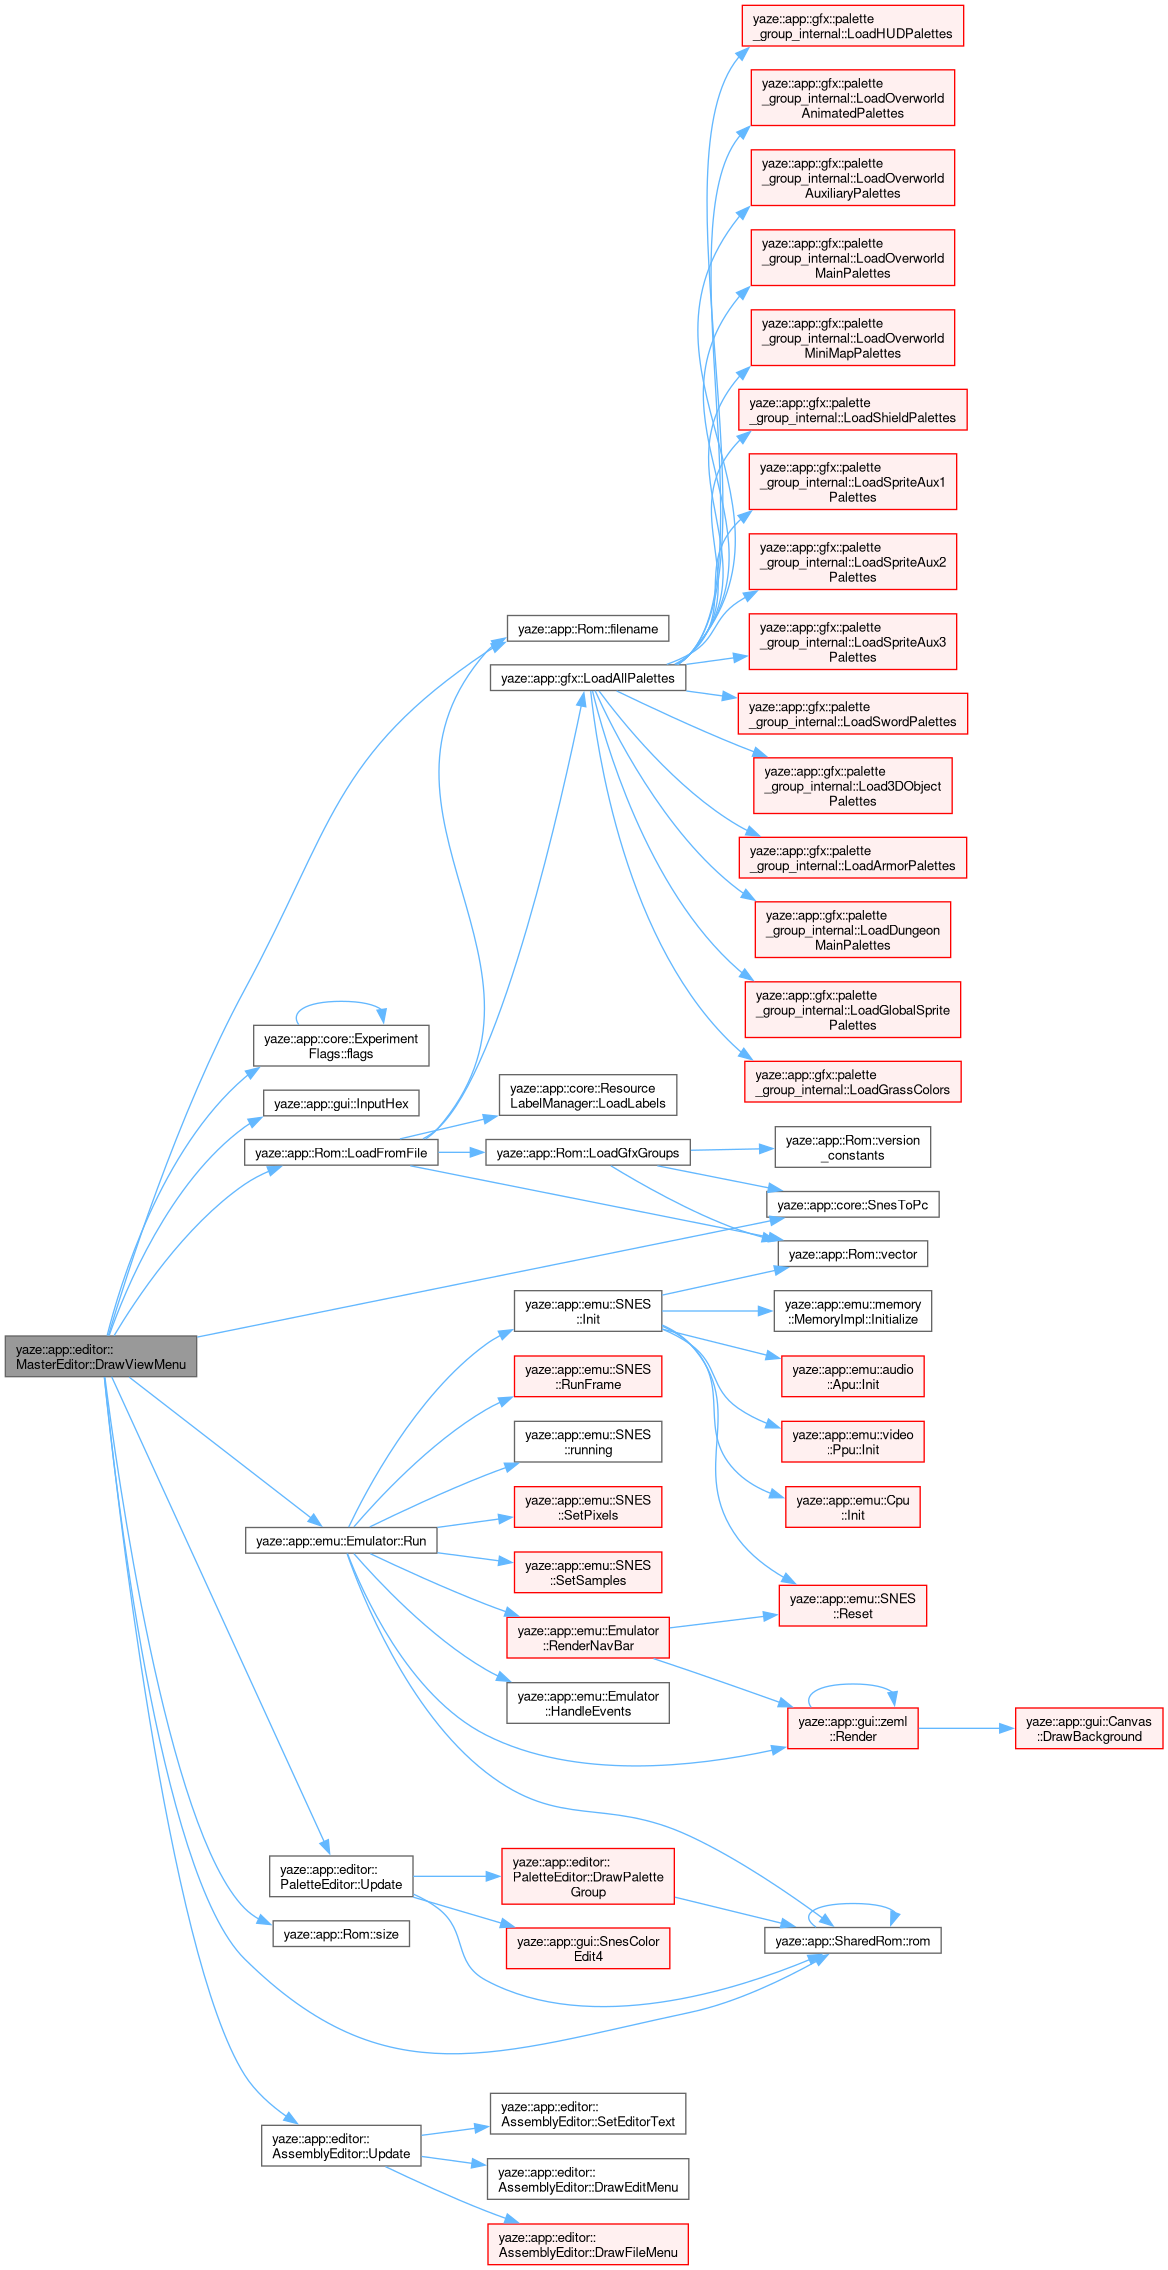 yaze::app::gfx::palette
_group_internal::LoadHUDPalettes
yaze::app::gfx::palette
_group_internal::LoadOverworld
AnimatedPalettes
yaze::app::gfx::palette
_group_internal::LoadOverworld
AuxiliaryPalettes
yaze::app::gfx::palette
_group_internal::LoadOverworld
MainPalettes
yaze::app::gfx::palette
_group_internal::LoadOverworld
MiniMapPalettes
yaze::app::gfx::palette
_group_internal::LoadShieldPalettes
yaze::app::gfx::palette
_group_internal::LoadSpriteAux1
Palettes
yaze::app::gfx::palette
_group_internal::LoadSpriteAux2
Palettes
yaze::app::Rom::filename
yaze::app::gfx::palette
_group_internal::LoadSpriteAux3
Palettes
yaze::app::gfx::LoadAllPalettes
yaze::app::gfx::palette
_group_internal::LoadSwordPalettes
yaze::app::gfx::palette
_group_internal::Load3DObject
Palettes
yaze::app::gfx::palette
_group_internal::LoadArmorPalettes
yaze::app::gfx::palette
_group_internal::LoadDungeon
MainPalettes
yaze::app::gfx::palette
_group_internal::LoadGlobalSprite
Palettes
yaze::app::core::Experiment
Flags::flags
yaze::app::gfx::palette
_group_internal::LoadGrassColors
yaze::app::core::Resource
LabelManager::LoadLabels
yaze::app::gui::InputHex
yaze::app::Rom::LoadFromFile
yaze::app::Rom::LoadGfxGroups
yaze::app::Rom::version
_constants
yaze::app::core::SnesToPc
yaze::app::Rom::vector
yaze::app::emu::SNES
::Init
yaze::app::emu::memory
::MemoryImpl::Initialize
yaze::app::editor::
MasterEditor::DrawViewMenu
yaze::app::emu::SNES
::RunFrame
yaze::app::emu::audio
::Apu::Init
yaze::app::emu::SNES
::running
yaze::app::emu::video
::Ppu::Init
yaze::app::emu::SNES
::SetPixels
yaze::app::emu::Cpu
::Init
yaze::app::emu::Emulator::Run
yaze::app::emu::SNES
::SetSamples
yaze::app::emu::SNES
::Reset
yaze::app::emu::Emulator
::RenderNavBar
yaze::app::emu::Emulator
::HandleEvents
yaze::app::gui::zeml
::Render
yaze::app::gui::Canvas
::DrawBackground
yaze::app::editor::
PaletteEditor::Update
yaze::app::editor::
PaletteEditor::DrawPalette
Group
yaze::app::Rom::size
yaze::app::gui::SnesColor
Edit4
yaze::app::SharedRom::rom
yaze::app::editor::
AssemblyEditor::SetEditorText
yaze::app::editor::
AssemblyEditor::Update
yaze::app::editor::
AssemblyEditor::DrawEditMenu
yaze::app::editor::
AssemblyEditor::DrawFileMenu